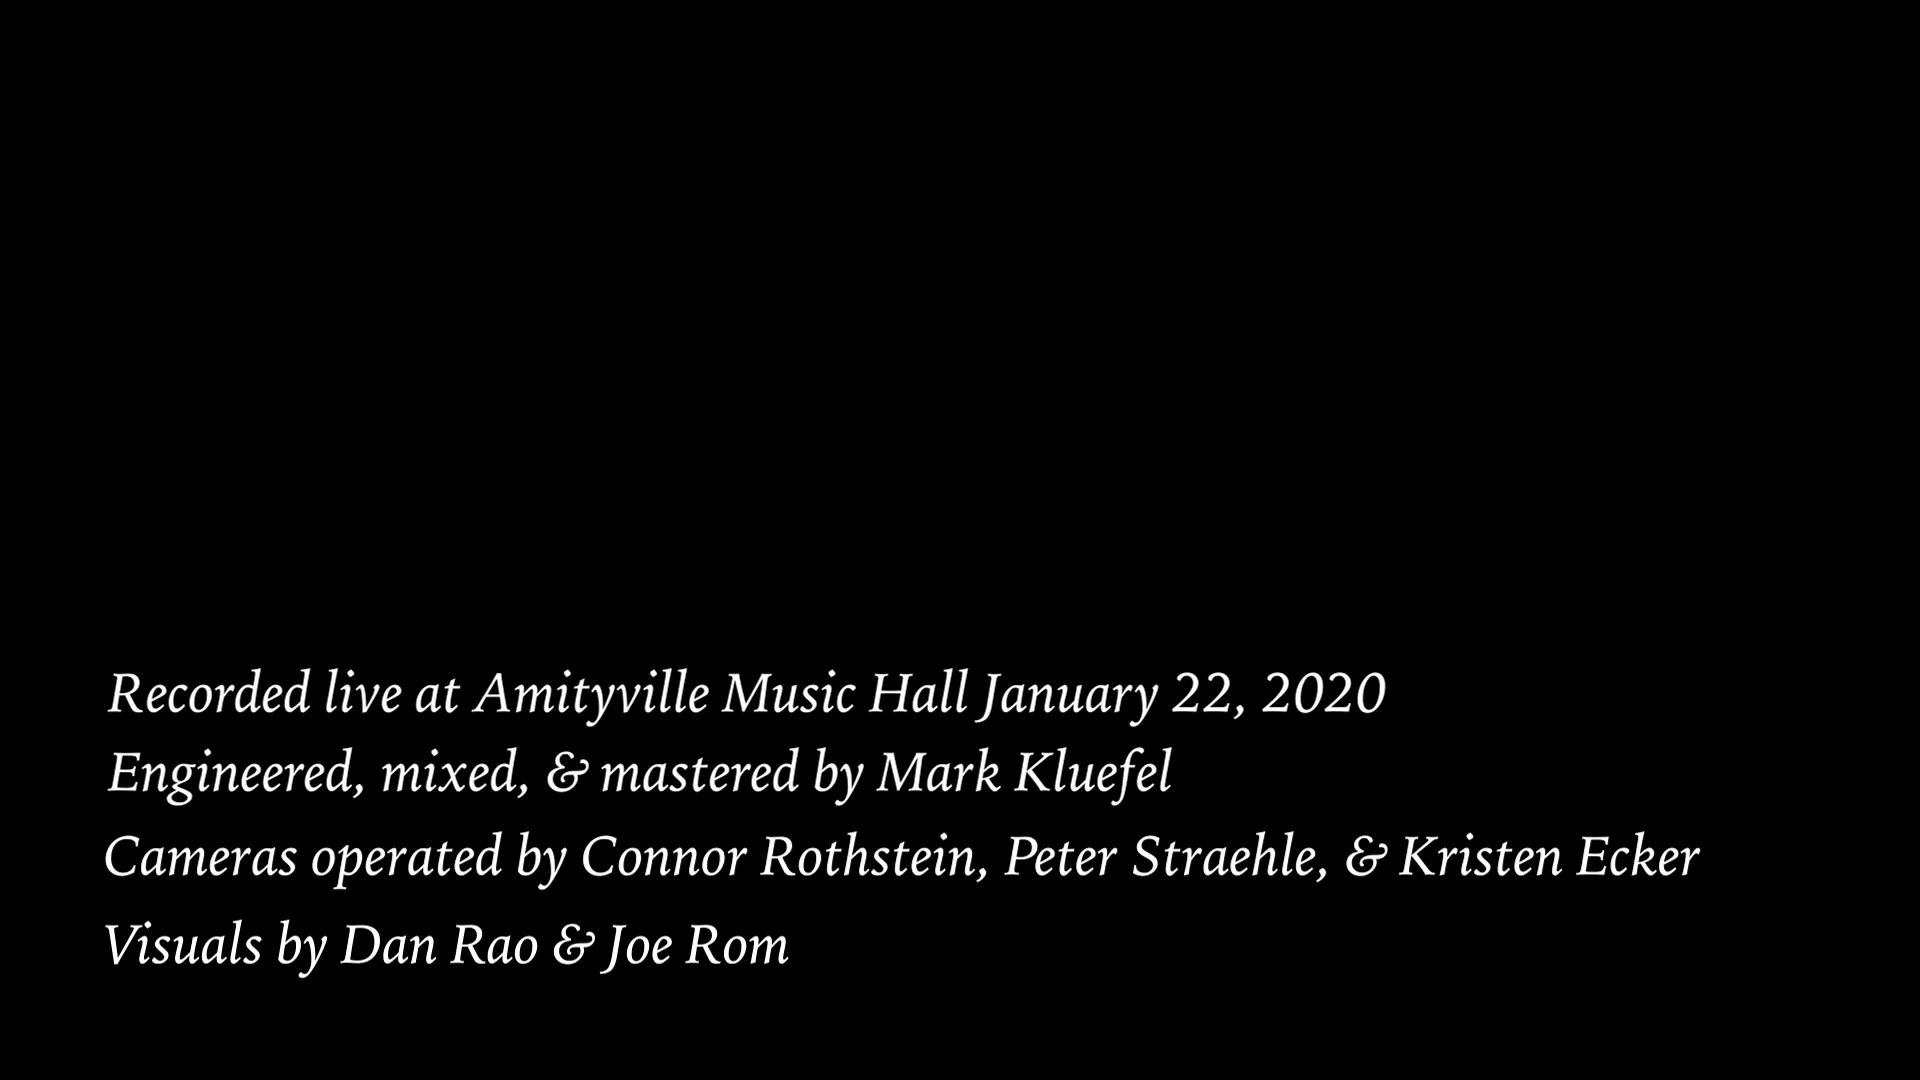 Recorded live at Amityville Music Hall January 22, 2020
Engineered, mixed, & mastered by Mark Kluefel
Cameras operated by Connor Rothstein, Peter Straehle, & Kristen Ecker
Visuals by Dan Rao & Joe Rom